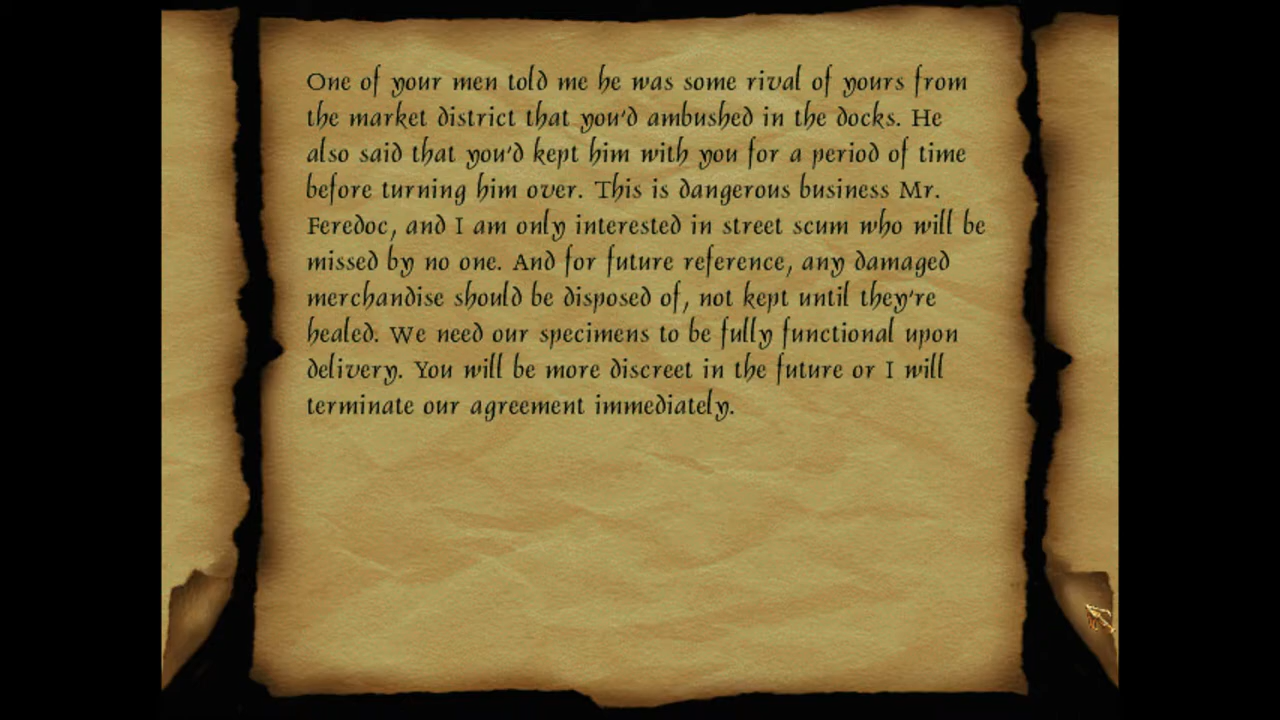 One of your men told me he was some rival of yours from
the market district that you'd ambushed in the docks. He
also said that you'd kept him with you for a period of time
before turning him over. This is dangerous business Mr.
Feredoc, and I am only interested in street scum who will be
missed by no one. And for future reference, any damaged
merchandise should be disposed of, not kept until they're
healed. We need our specimens to be fully functional upon
delivery. You will be more discreet in the future or I will
terminate our agreement immediately.